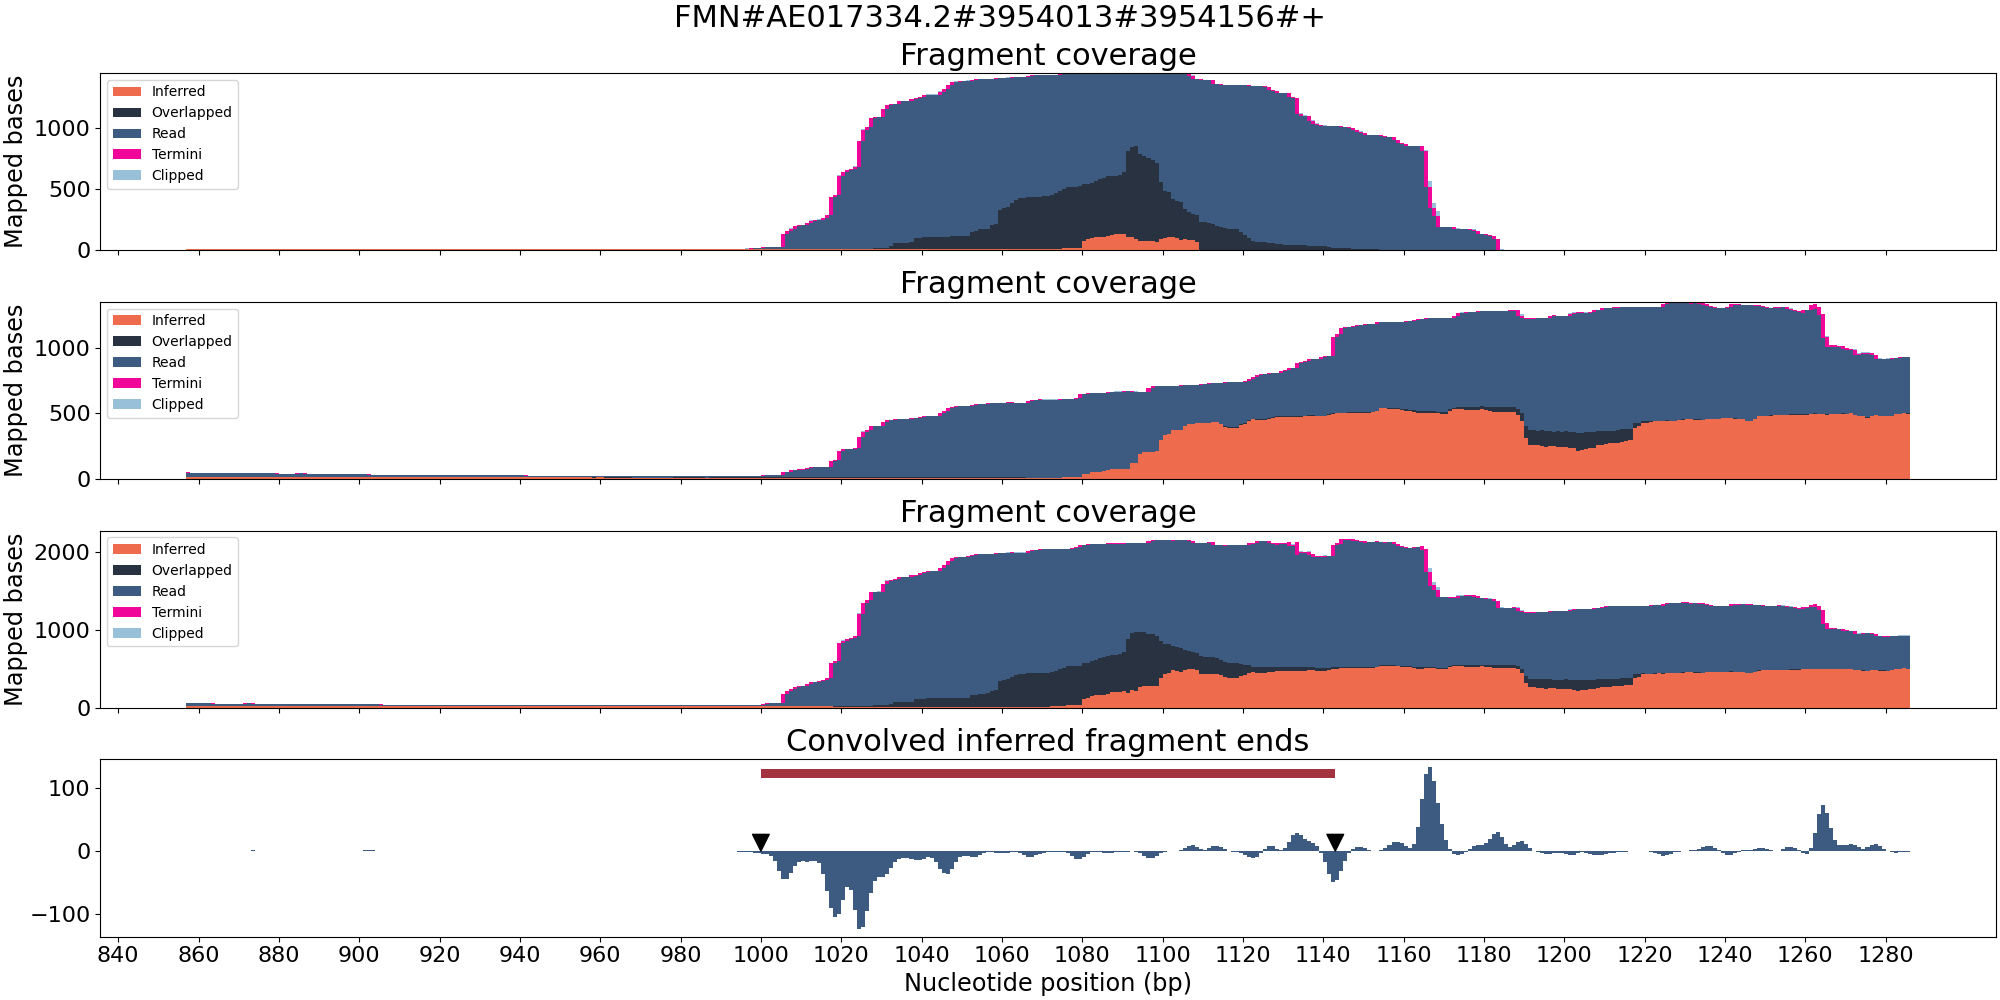 FMN#AE017334.2#3954013#3954156#+
Fragment coverage
Mapped bases
1000
500
0
Inferred
Overlapped
Read
Termini
Clipped
Fragment coverage
Mapped bases
1000
500
0
Inferred
Overlapped
Read
Termini
Clipped
Fragment coverage
Mapped bases
2000
1000
0
Inferred
Overlapped
Read
Termini
Clipped
Convolved inferred fragment ends
100
0
−100
840 860 880 900 920 940 960 980 1000 1020 1040 1060 1080 1100 1120 1140 1160 1180 1200 1220 1240 1260 1280
Nucleotide position (bp)